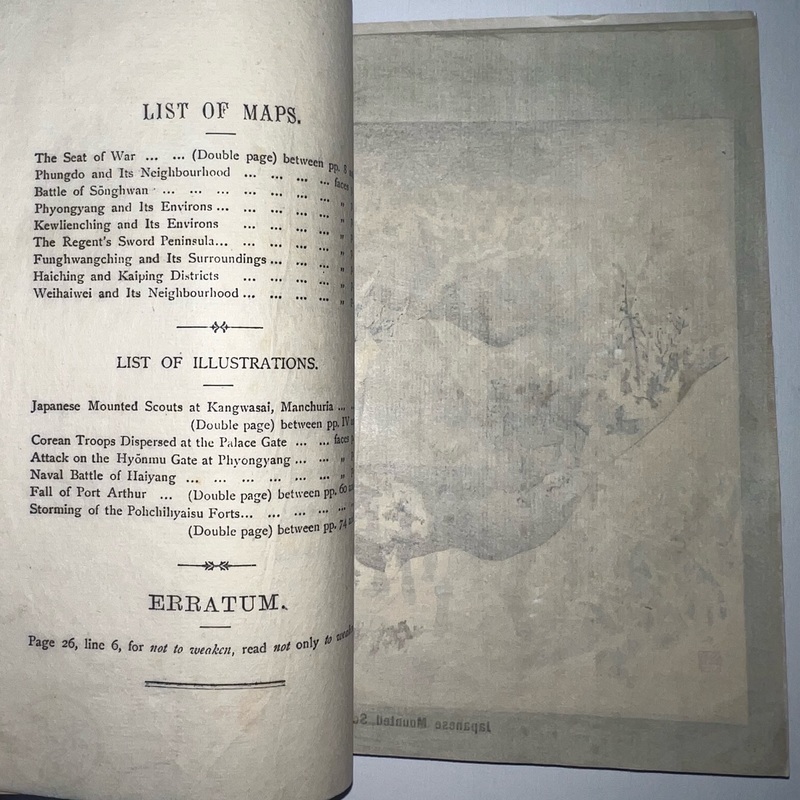 LIST OF MAPS.
The Seat of War ... ... (Double page) between pp. 8
Phungdo and Its Neighbourhood ... ... ... ... faces
Battle of Sŏnghwan ... ... ... ... ... ... "
Phyongyang and Its Environs ... ... ... ... ... "
Kewlienching and Its Environs ... ... ... ... "
The Regent's Sword Peninsula... ... ... ... ... "
Funghwangching and Its Surroundings ... ... ... "
Haiching and Kaiping Districts ... ... ... ... "
Weihaiwei and Its Neighbourhood ... ... ... ... "
LIST OF ILLUSTRATIONS.
Japanese Mounted Scouts at Kangwasai, Manchuria ...
(Double page) between pp. IV
Corean Troops Dispersed at the Palace Gate ... ... faces
Attack on the Hyŏnmu Gate at Phyongyang ... ... "
Naval Battle of Haiyang ... ... ... ... ... ... "
Fall of Port Arthur ... (Double page) between pp. 60
Storming of the Pohchihyaisu Forts... ... ... ... ...
(Double page) between pp. 74
ERRATUM.
Page 26, line 6, for not to weaken, read not only to
Japanese Mounted